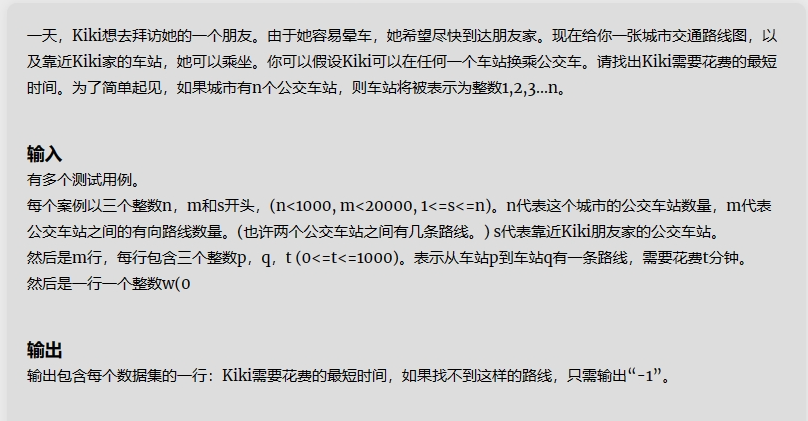 一天，Kiki想去拜访她的一个朋友。由于她容易晕车，她希望尽快到达朋友家。现在给你一张城市交通路线图，以
及靠近Kiki家的车站，她可以乘坐。你可以假设Kiki可以在任何一个车站换乘公交车。请找出Kiki需要花费的最短
时间。为了简单起见，如果城市有n个公交车站，则车站将被表示为整数1,2,3...n。
输入
有多个测试用例。
每个案例以三个整数n，m和s开头，(n<1000, m<20000, 1<=s<=n)。n代表这个城市的公交车站数量，m代表
公交车站之间的有向路线数量。(也许两个公交车站之间有几条路线。) s代表靠近Kiki朋友家的公交车站。
然后是m行，每行包含三个整数p，q，t (0<=t<=1000)。表示从车站p到车站q有一条路线，需要花费t分钟。
然后是一行一个整数w(0
输出
输出包含每个数据集的一行：Kiki需要花费的最短时间，如果找不到这样的路线，只需输出“-1”。